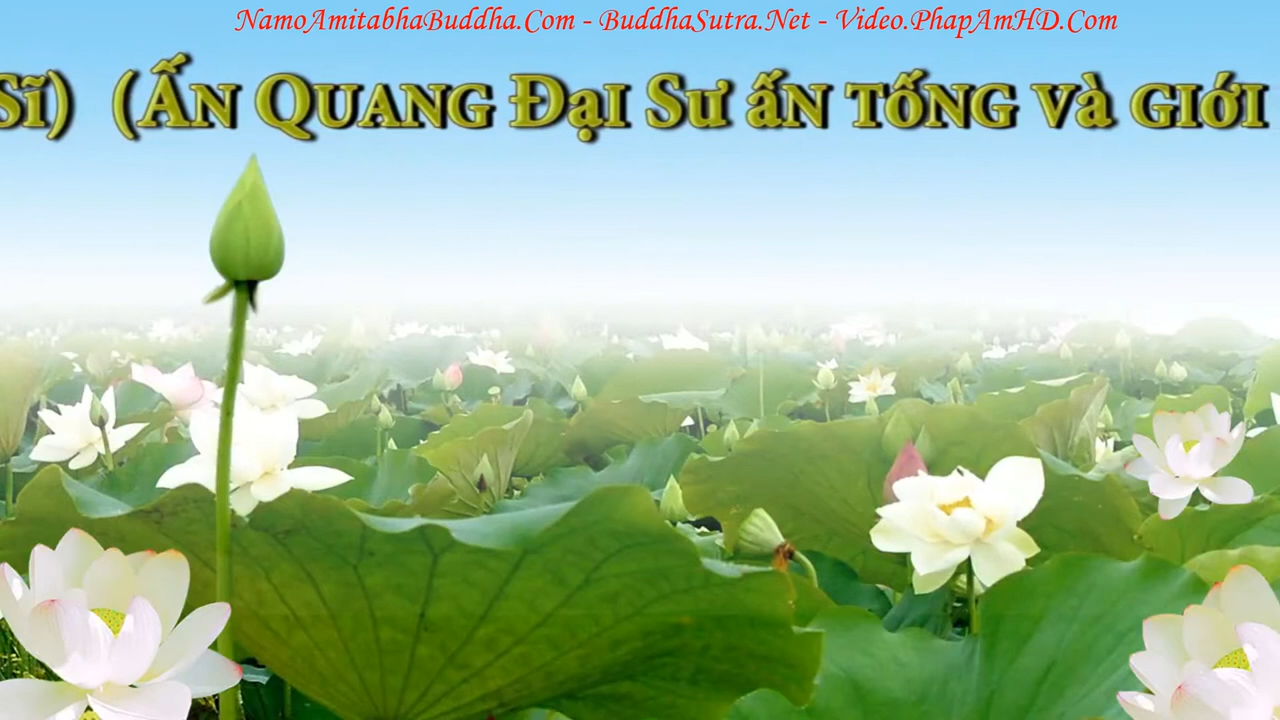 NamoAmitabhaBuddha.Com - BuddhaSutra.Net - Video.PhapAmHD.Com
Sĩ) (Ấn Quang Đại Sư ấn tống và giới